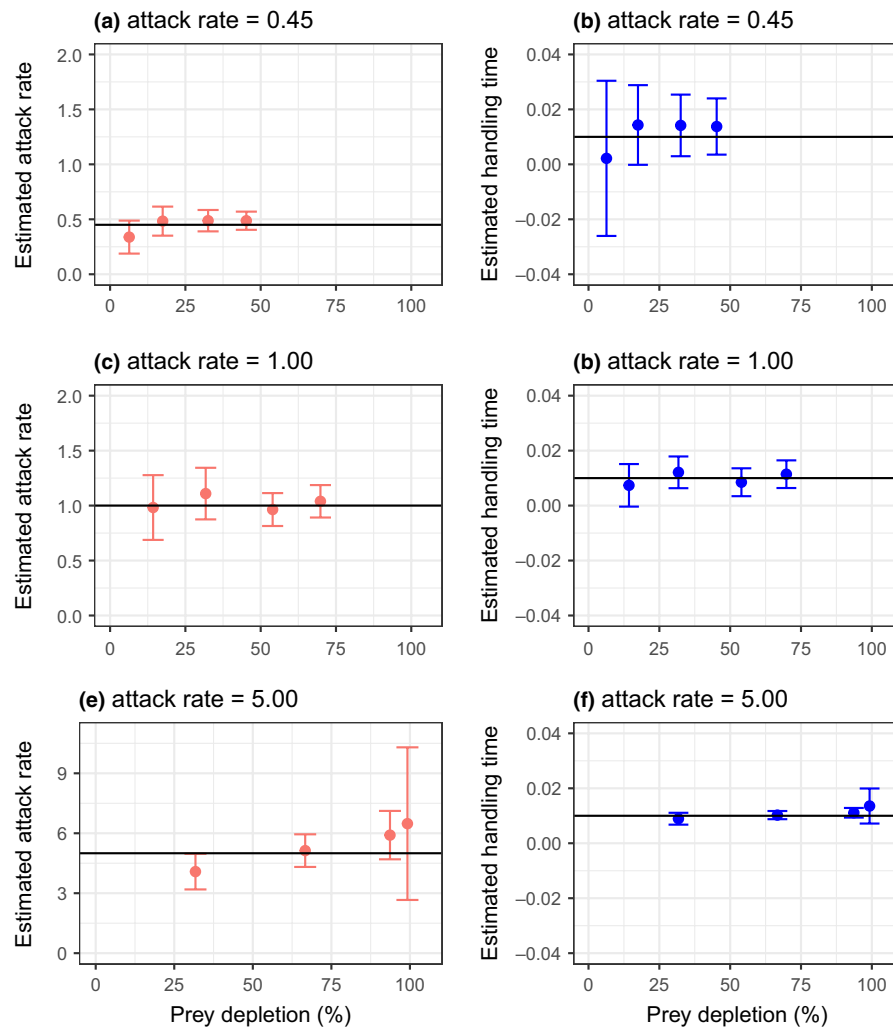 (a) attack rate = 0.45
(b) attack rate = 0.45
Estimated attack rate
2.0
1.5
1.0
0.5
0.0
0 25 50 75 100
Estimated handling time
0.04
0.02
0.00
−0.02
−0.04
0 25 50 75 100
(c) attack rate = 1.00
(b) attack rate = 1.00
Estimated attack rate
2.0
1.5
1.0
0.5
0.0
0 25 50 75 100
Estimated handling time
0.04
0.02
0.00
−0.02
−0.04
0 25 50 75 100
(e) attack rate = 5.00
(f) attack rate = 5.00
Estimated attack rate
9
6
3
0
0 25 50 75 100
Prey depletion (%)
Estimated handling time
0.04
0.02
0.00
−0.02
−0.04
0 25 50 75 100
Prey depletion (%)